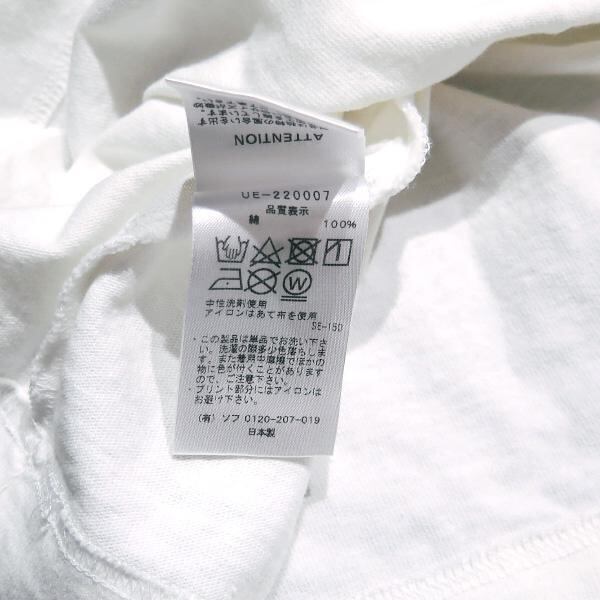 ATTENTION
UE-220007
品質表示
綿 100%
W
中性洗剤使用
アイロンはあて布を使用
SE-150
・この製品は単品でお洗い下さ
い。洗濯の際多少色落ちしま
す。また着用中摩擦でほかの
物に色が付くことがあります
ので、ご注意下さい。
・プリント部分にはアイロンは
お避け下さい。
(有) ソフ 0120-207-019
日本製